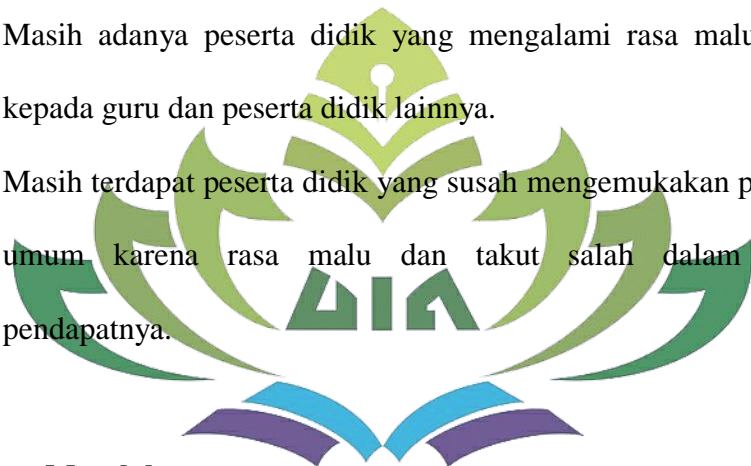 Masih adanya peserta didik yang mengalami rasa malu
kepada guru dan peserta didik lainnya.
Masih terdapat peserta didik yang susah mengemukakan
umum karena rasa malu dan takut salah dalam
pendapatnya.
UIN